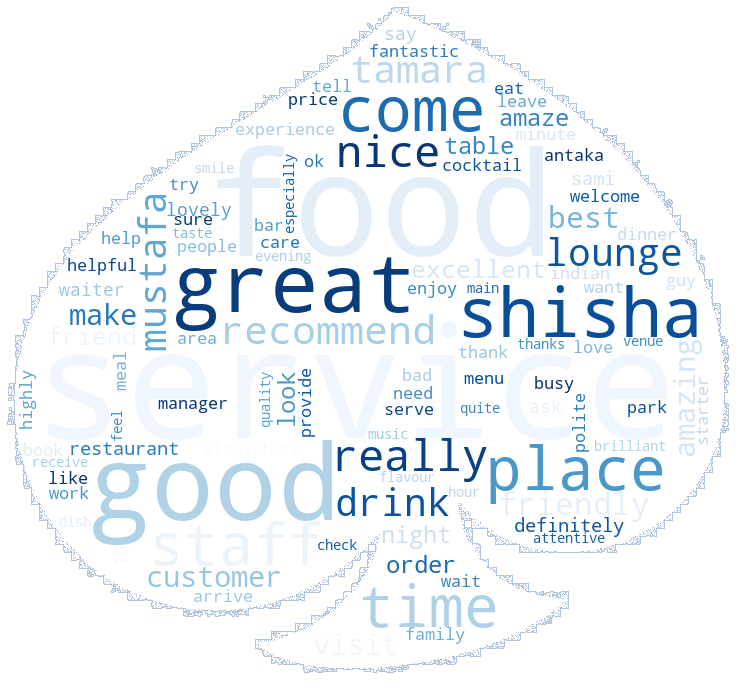 say
fantastic
tamara
tell
eat
price
come
leave
amaze
experience
minute
nice
table
ok
cocktail
antaka
smile
especially
food
sami
try
welcome
lovely
sure
best
taste
bar
mustafa
people
care
dinner
help
lounge
evening
helpful
excellent
indian
guy
great
waiter
enjoy
main
want
shisha
make
recommend
friend
area
thanks
venue
thank
love
amazing
service
meal
look
quality
provide
bad
menu
busy
need
starter
highly
manager
serve
quite
ask
polite
park
feel
music
brilliant
book
restaurant
atmosphere
really
receive
good
place
like
flavour
work
drink
hour
friendly
dish
definitely
staff
night
attentive
check
order
customer
wait
arrive
time
family
visit